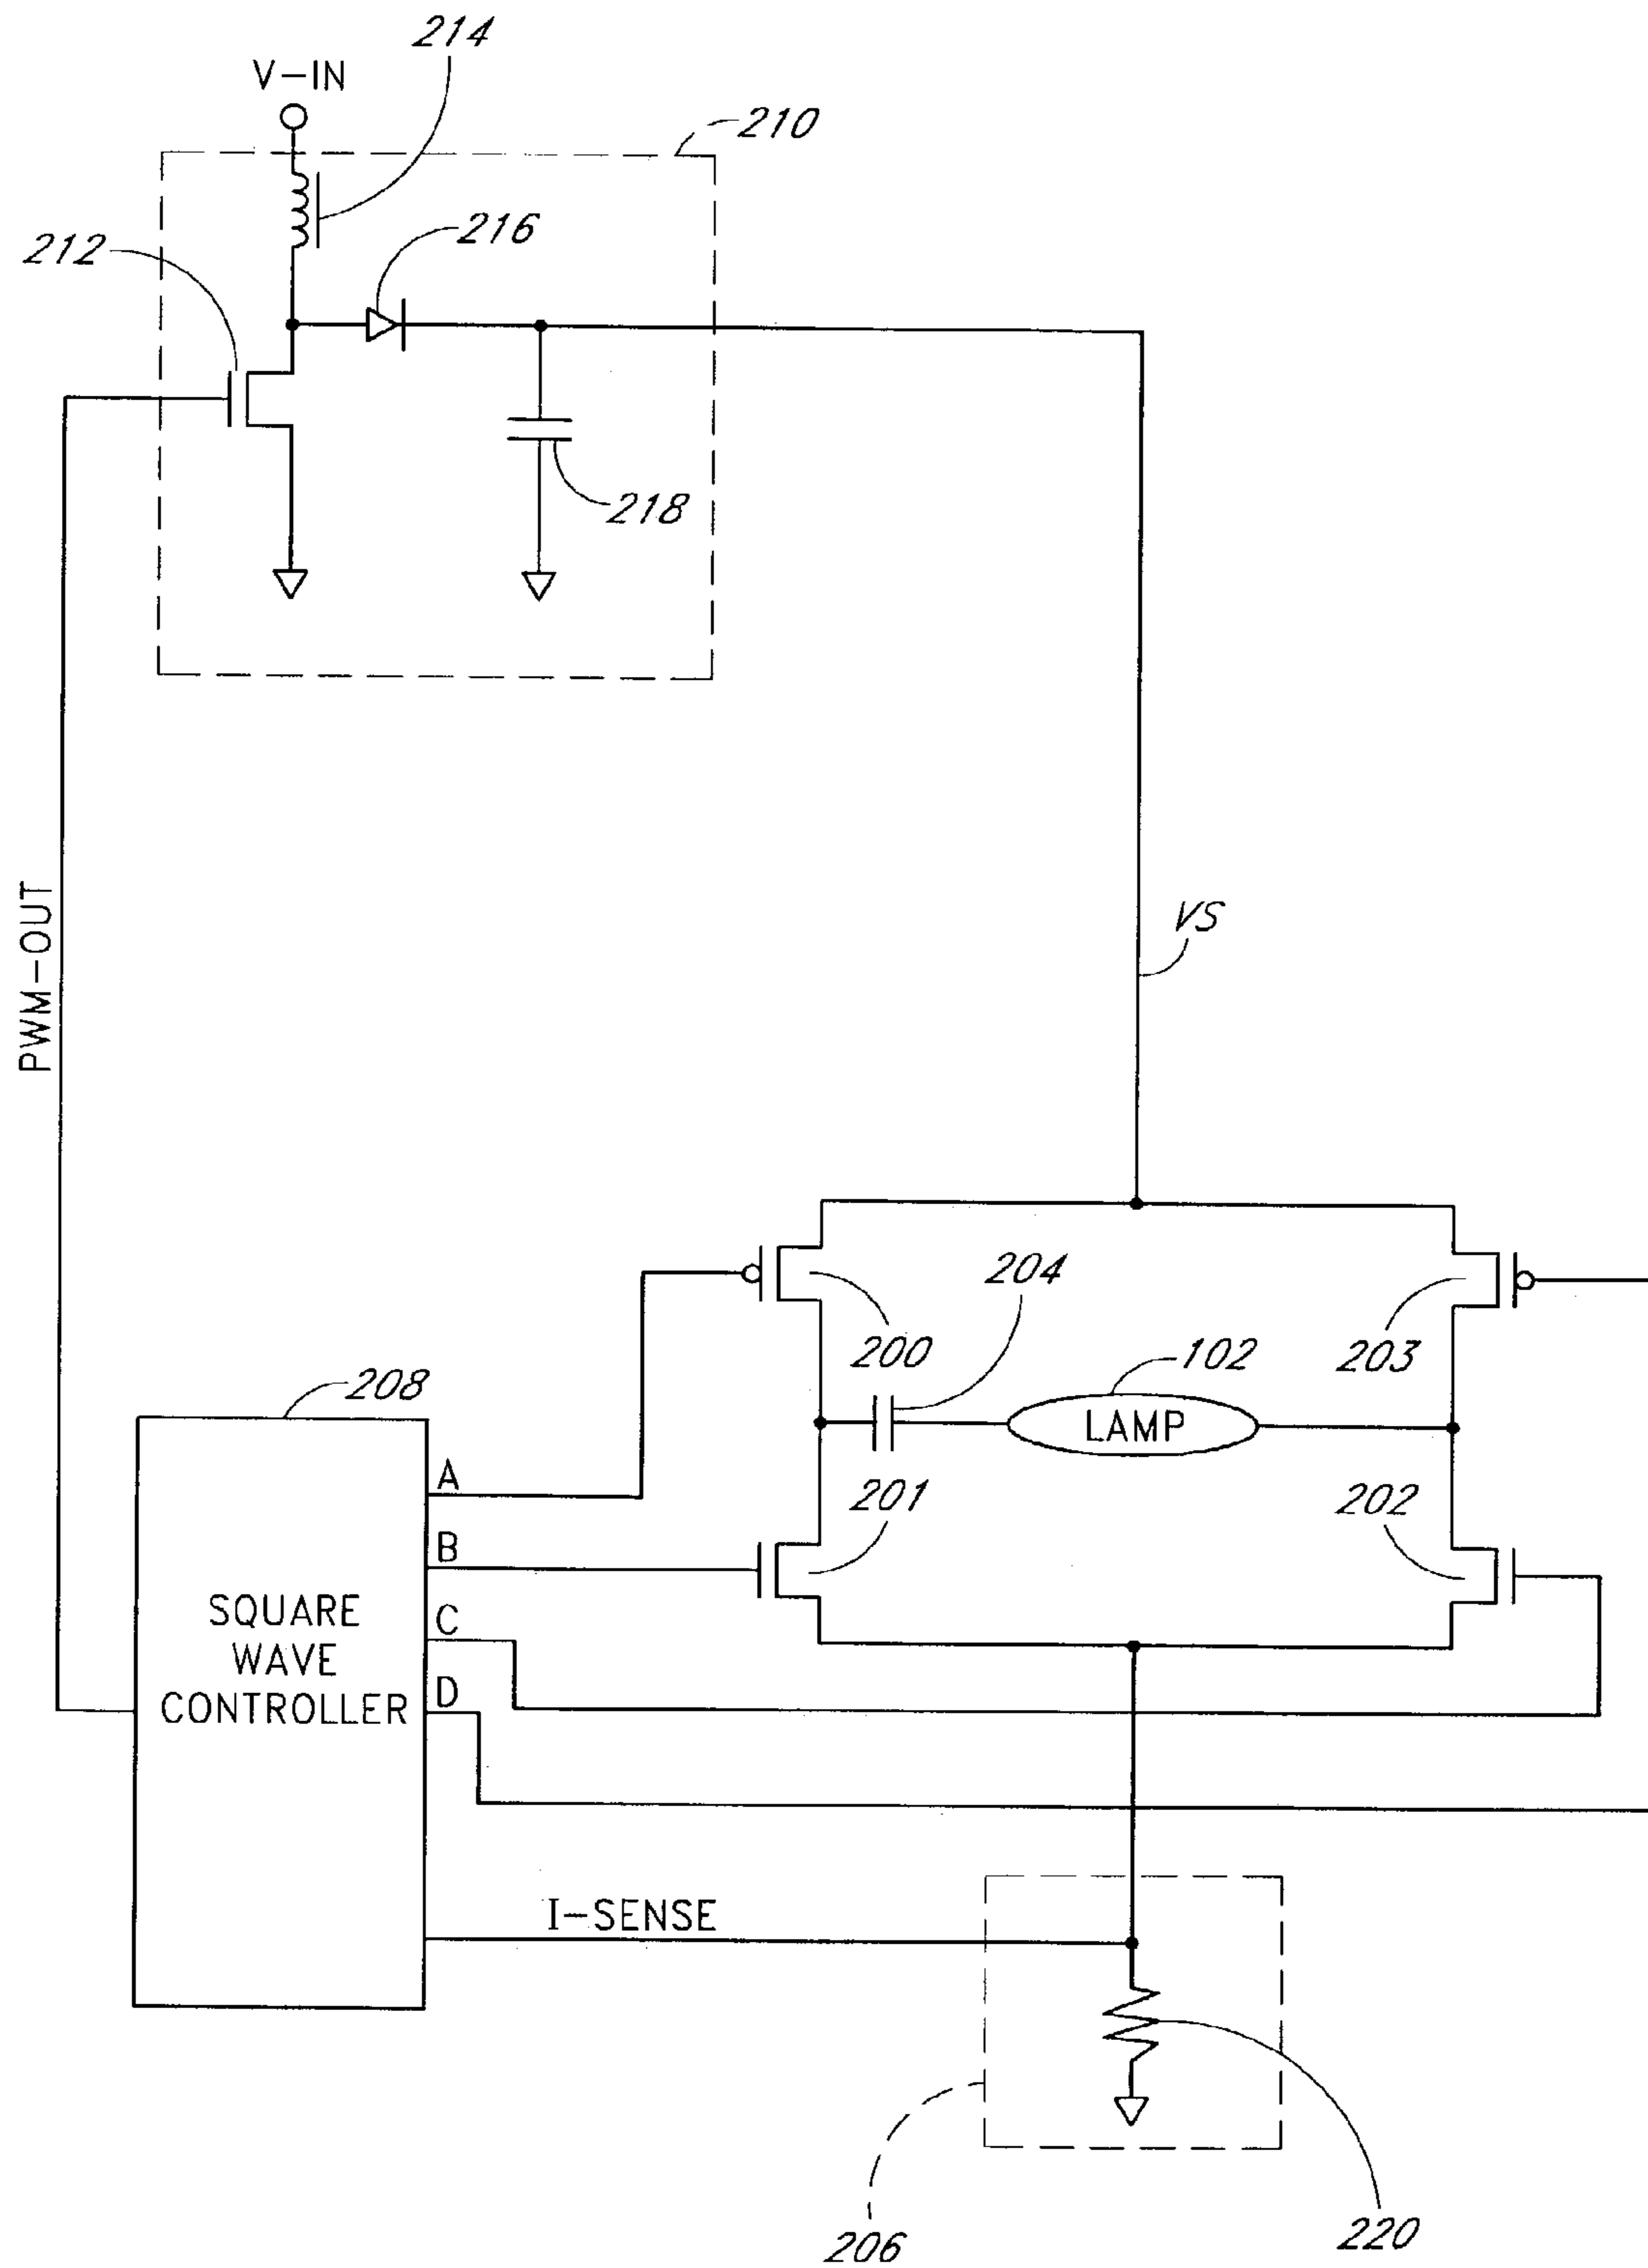 214
V-IN
210
216
212
218
VS
PWM-OUT
204
200
102
203
208
LAMP
A
201
202
B
SQUARE
WAVE
CONTROLLER
C
D
I-SENSE
206
220